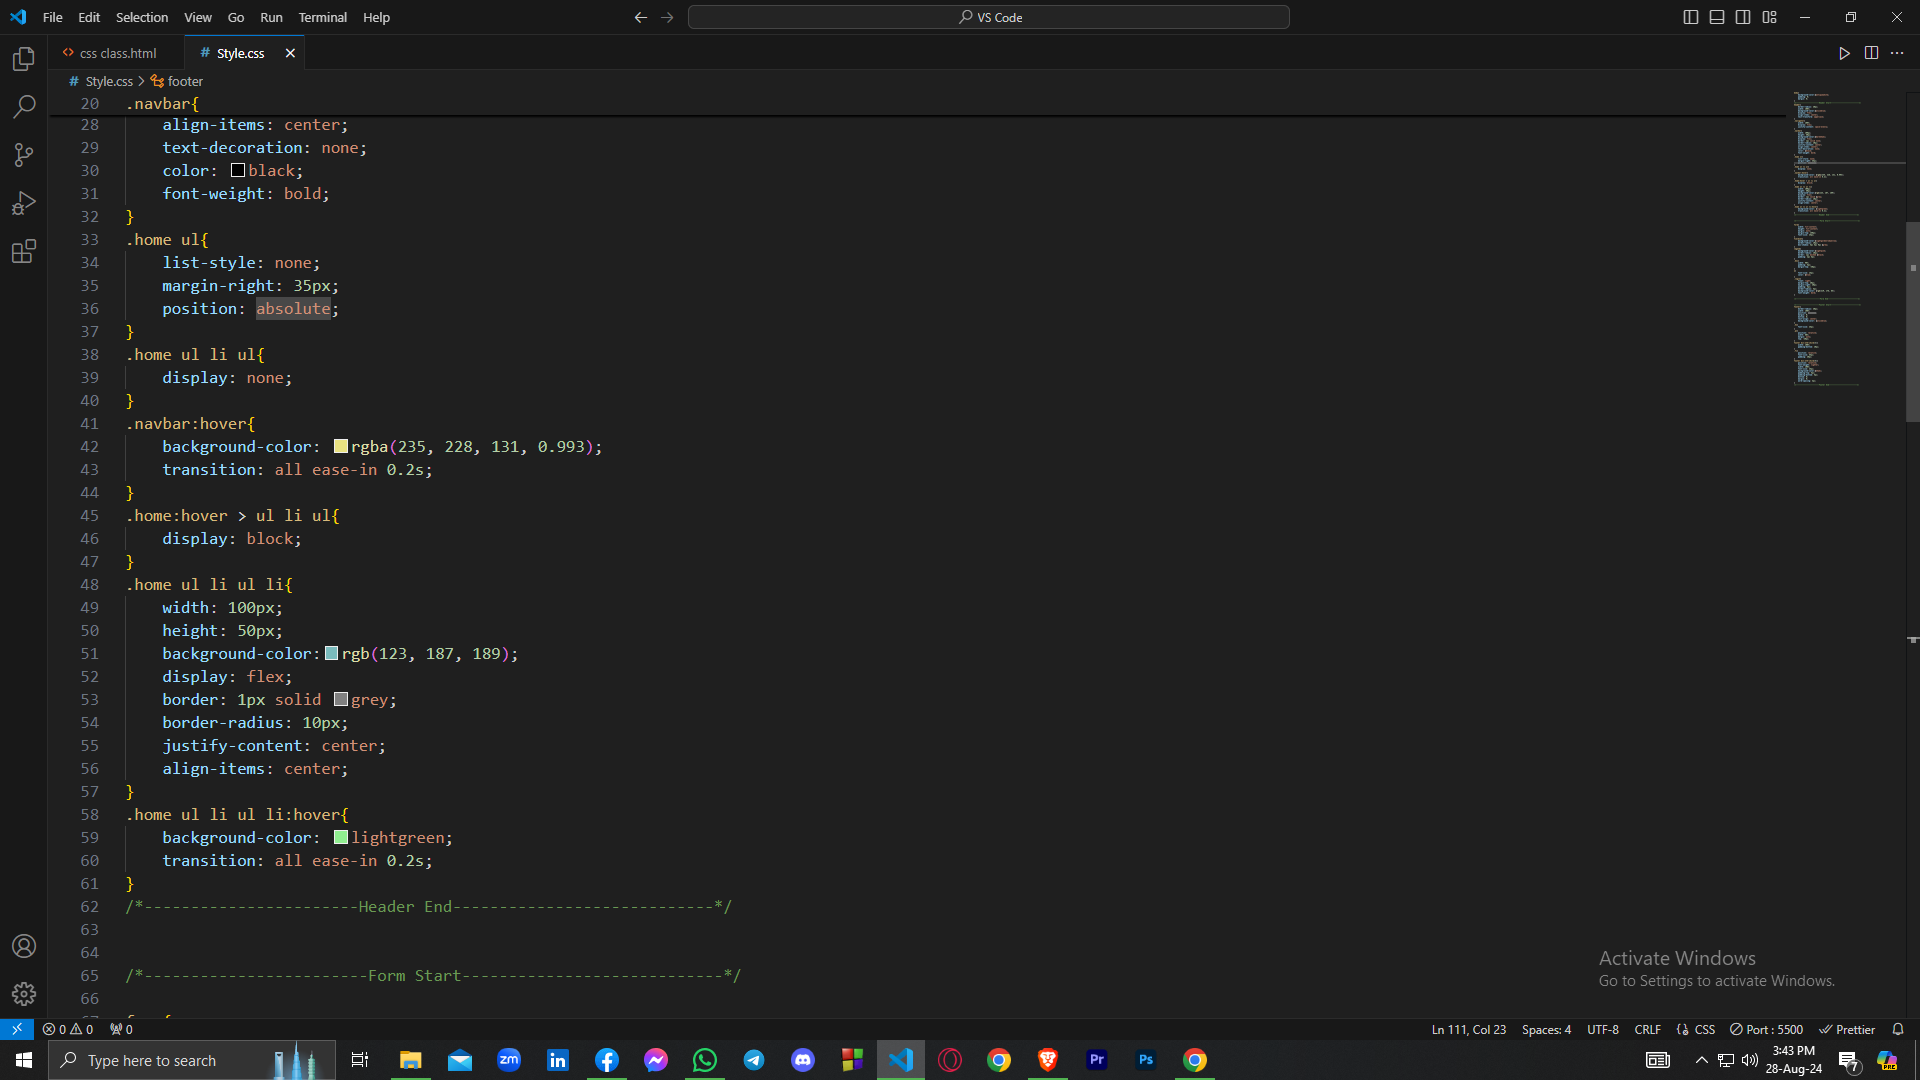 File Edit Selection View Go Run Terminal Help
VS Code
css class.html
# Style.css
# Style.css > footer
20 .navbar{
28 align-items: center;
29 text-decoration: none;
30 color: black;
31 font-weight: bold;
32 }
33 .home ul{
34 list-style: none;
35 margin-right: 35px;
36 position: absolute;
37 }
38 .home ul li ul{
39 display: none;
40 }
41 .navbar:hover{
42 background-color: rgba(235, 228, 131, 0.993);
43 transition: all ease-in 0.2s;
44 }
45 .home:hover > ul li ul{
46 display: block;
47 }
48 .home ul li ul li{
49 width: 100px;
50 height: 50px;
51 background-color: rgb(123, 187, 189);
52 display: flex;
53 border: 1px solid grey;
54 border-radius: 10px;
55 justify-content: center;
56 align-items: center;
57 }
58 .home ul li ul li:hover{
59 background-color: lightgreen;
60 transition: all ease-in 0.2s;
61 }
62 /*-----------------------Header End----------------------------*/
63
64
65 /*------------------------Form Start----------------------------*/
66
Activate Windows
Go to Settings to activate Windows.
0 0 0
Ln 111, Col 23 Spaces: 4 UTF-8 CRLF CSS Port : 5500 Prettier
Type here to search
zm
in
Pr
Ps
3:43 PM
28-Aug-24
7
PRE